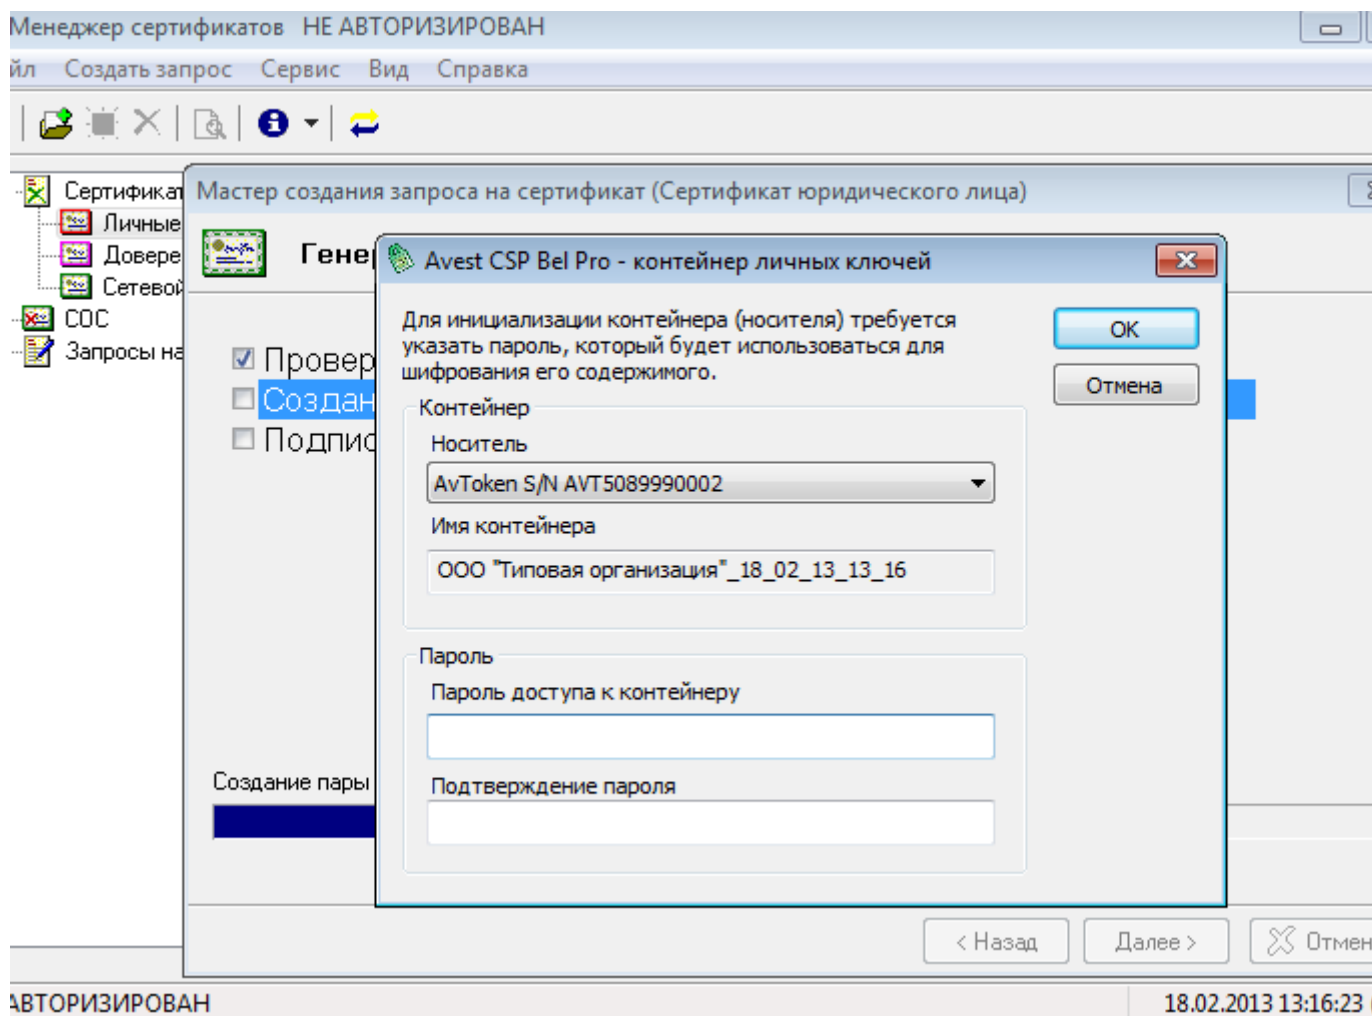 Менеджер сертификатов НЕ АВТОРИЗИРОВАН
йл Создать запрос Сервис Вид Справка
Сертификат
Личные
Довере
Сетевой
СОС
Запросы на
Мастер создания запроса на сертификат (Сертификат юридического лица)
Гене
Провер
Создан
Подпис
Создание пары
Avest CSP Bel Pro - контейнер личных ключей
Для инициализации контейнера (носителя) требуется
указать пароль, который будет использоваться для
шифрования его содержимого.
OK
Отмена
Контейнер
Носитель
AvToken S/N AVT5089990002
Имя контейнера
ООО "Типовая организация"_18_02_13_13_16
Пароль
Пароль доступа к контейнеру
Подтверждение пароля
< Назад
Далее >
Отмен
АВТОРИЗИРОВАН
18.02.2013 13:16:23